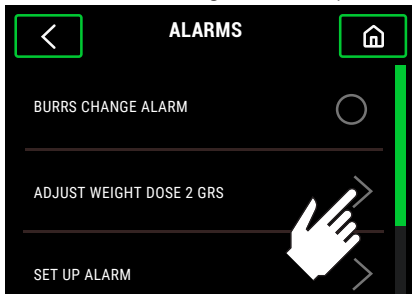 ALARMS
BURRS CHANGE ALARM
ADJUST WEIGHT DOSE 2 GRS
SET UP ALARM